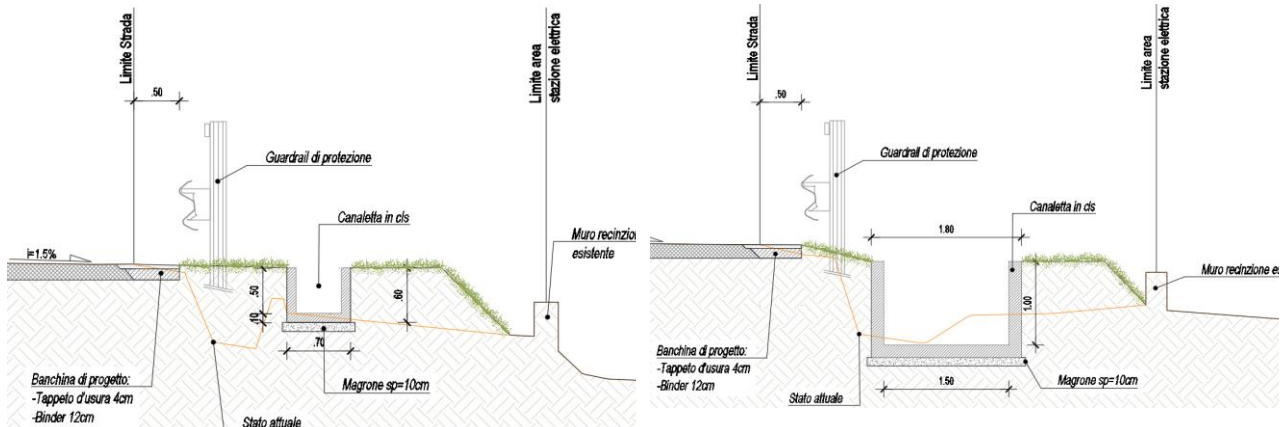 Limite Strada
Limite area
stazione elettrica
.50
Guardrail di protezione
Canaletta in cls
Muro recinzio
esistente
i=1.5%
.50
.10
.60
.70
Banchina di progetto:
-Tappeto d'usura 4cm
-Binder 12cm
Magrone sp=10cm
Stato attuale
Limite Strada
Limite area
stazione elettrica
.50
Guardrail di protezione
Canaletta in cls
1.80
Muro recinzione es
1.00
Banchina di progetto:
-Tappeto d'usura 4cm
-Binder 12cm
1.50
Magrone sp=10cm
Stato attuale